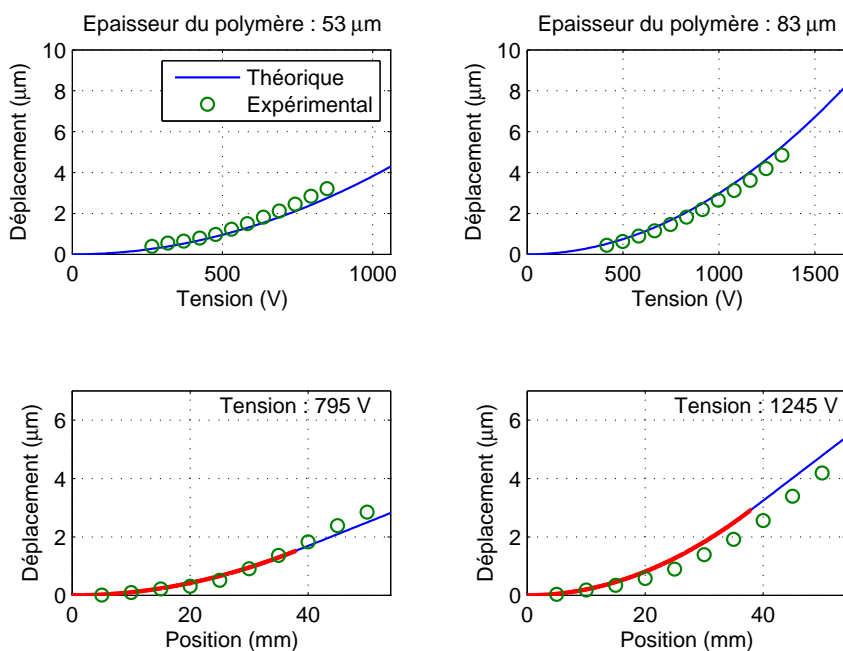 Epaisseur du polymère : 53 μm
Epaisseur du polymère : 83 μm
10
8
6
4
2
0
Déplacement (μm)
Théorique
Expérimental
0
500
1000
Tension (V)
10
8
6
4
2
0
Déplacement (μm)
0
500
1000
1500
Tension (V)
6
4
2
0
Déplacement (μm)
Tension : 795 V
0
20
40
Position (mm)
6
4
2
0
Déplacement (μm)
Tension : 1245 V
0
20
40
Position (mm)